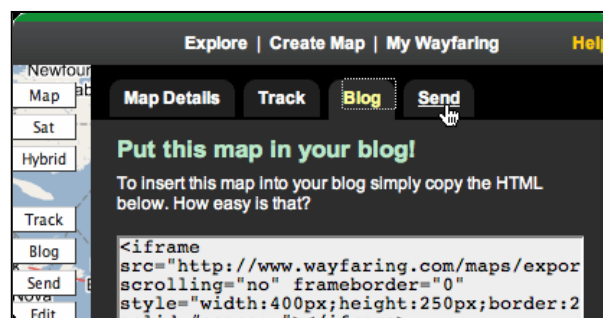 Explore | Create Map | My Wayfaring Help
Newfour
Map
Sat
Hybrid
Track
Blog
Send
Edit
Map Details Track Blog Send
Put this map in your blog!
To insert this map into your blog simply copy the HTML
below. How easy is that?
<iframe
src="http://www.wayfaring.com/maps/expor
scrolling="no" frameborder="0"
style="width:400px;height:250px;border:2